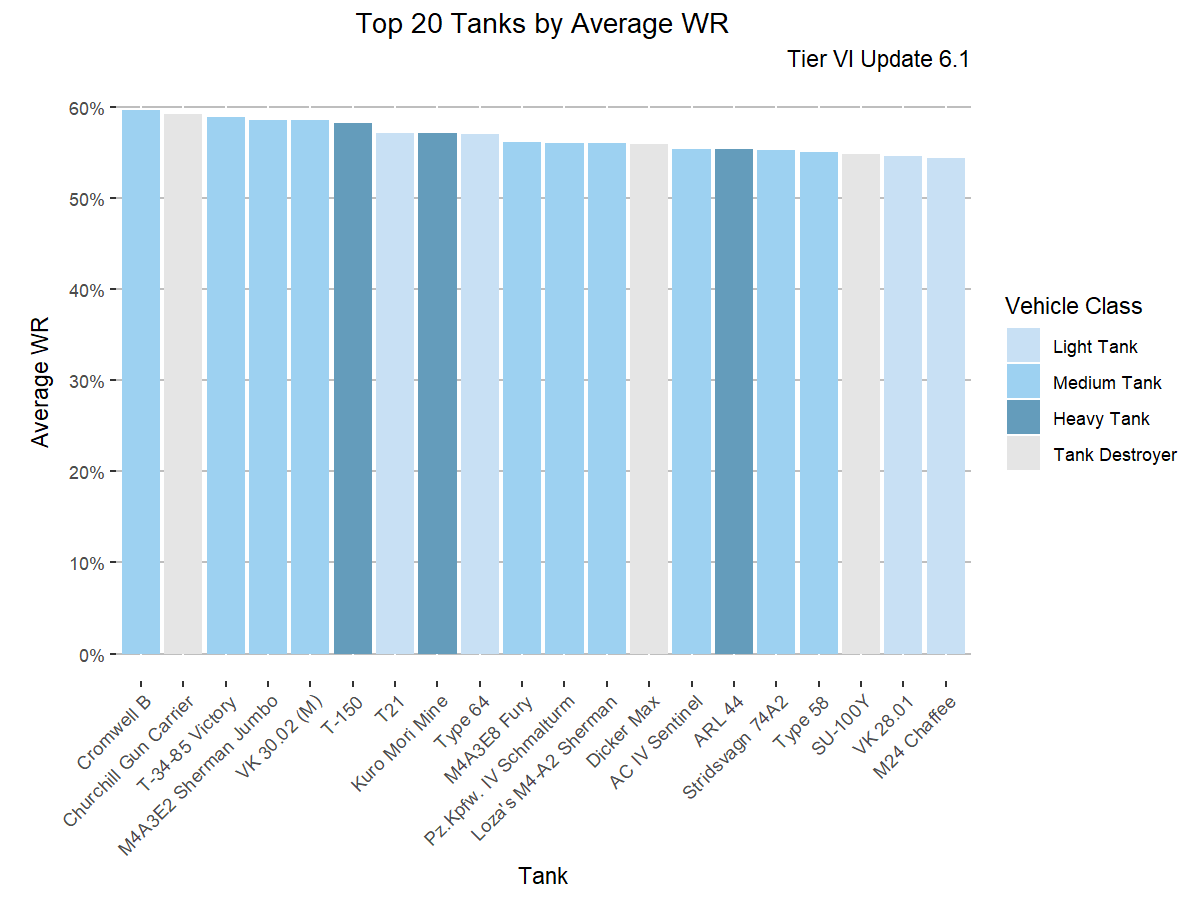 Top 20 Tanks by Average WR
Tier VI Update 6.1
Average WR
60%
50%
40%
30%
20%
10%
0%
Cromwell B
Churchill Gun Carrier
T-34-85 Victory
M4A3E2 Sherman Jumbo
VK 30.02 (M)
T-150
T21
Kuro Mori Mine
Type 64
M4A3E8 Fury
Pz.Kpfw. IV Schmalturm
Loza's M4-A2 Sherman
Dicker Max
AC IV Sentinel
ARL 44
Stridsvagn 74A2
Type 58
SU-100Y
VK 28.01
M24 Chaffee
Tank
Vehicle Class
Light Tank
Medium Tank
Heavy Tank
Tank Destroyer